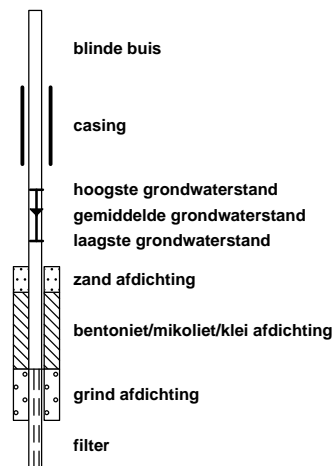 blinde buis
casing
hoogste grondwaterstand
gemiddelde grondwaterstand
laagste grondwaterstand
zand afdichting
bentoniet/mikoliet/klei afdichting
grind afdichting
filter